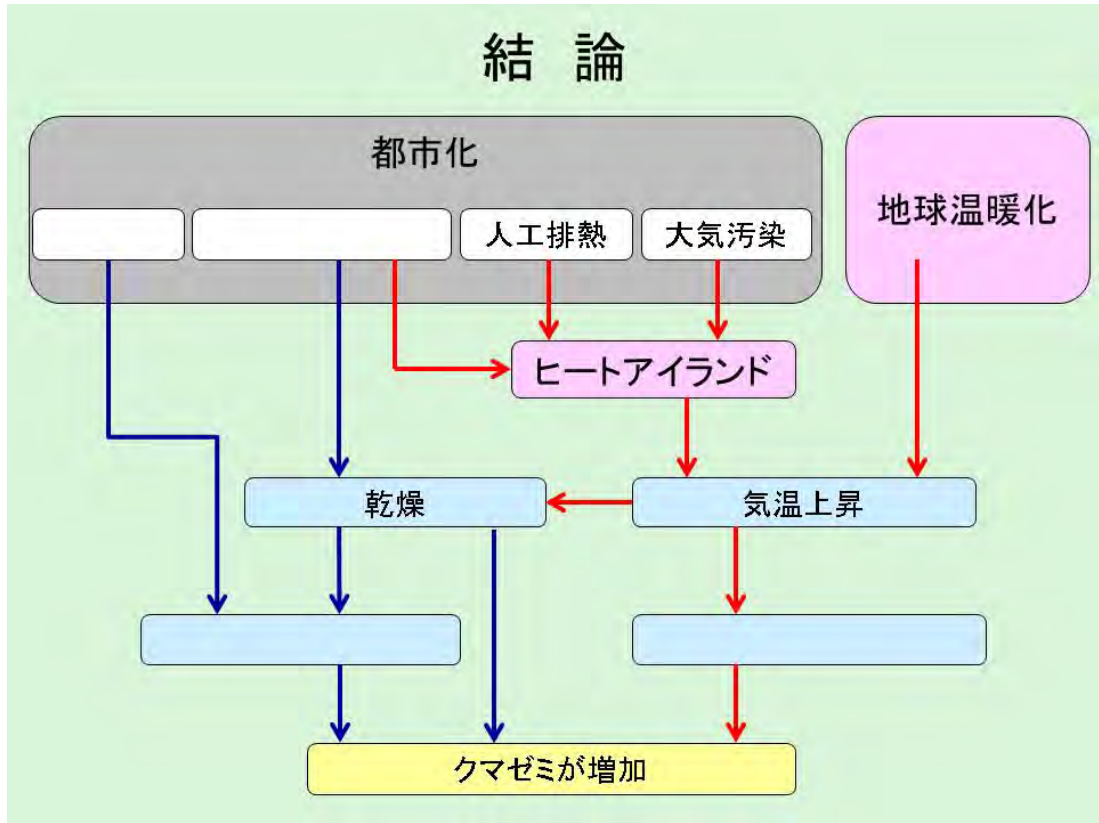 結 論
都市化
地球温暖化
人工排熱
大気汚染
ヒートアイランド
乾燥
気温上昇
クマゼミが増加